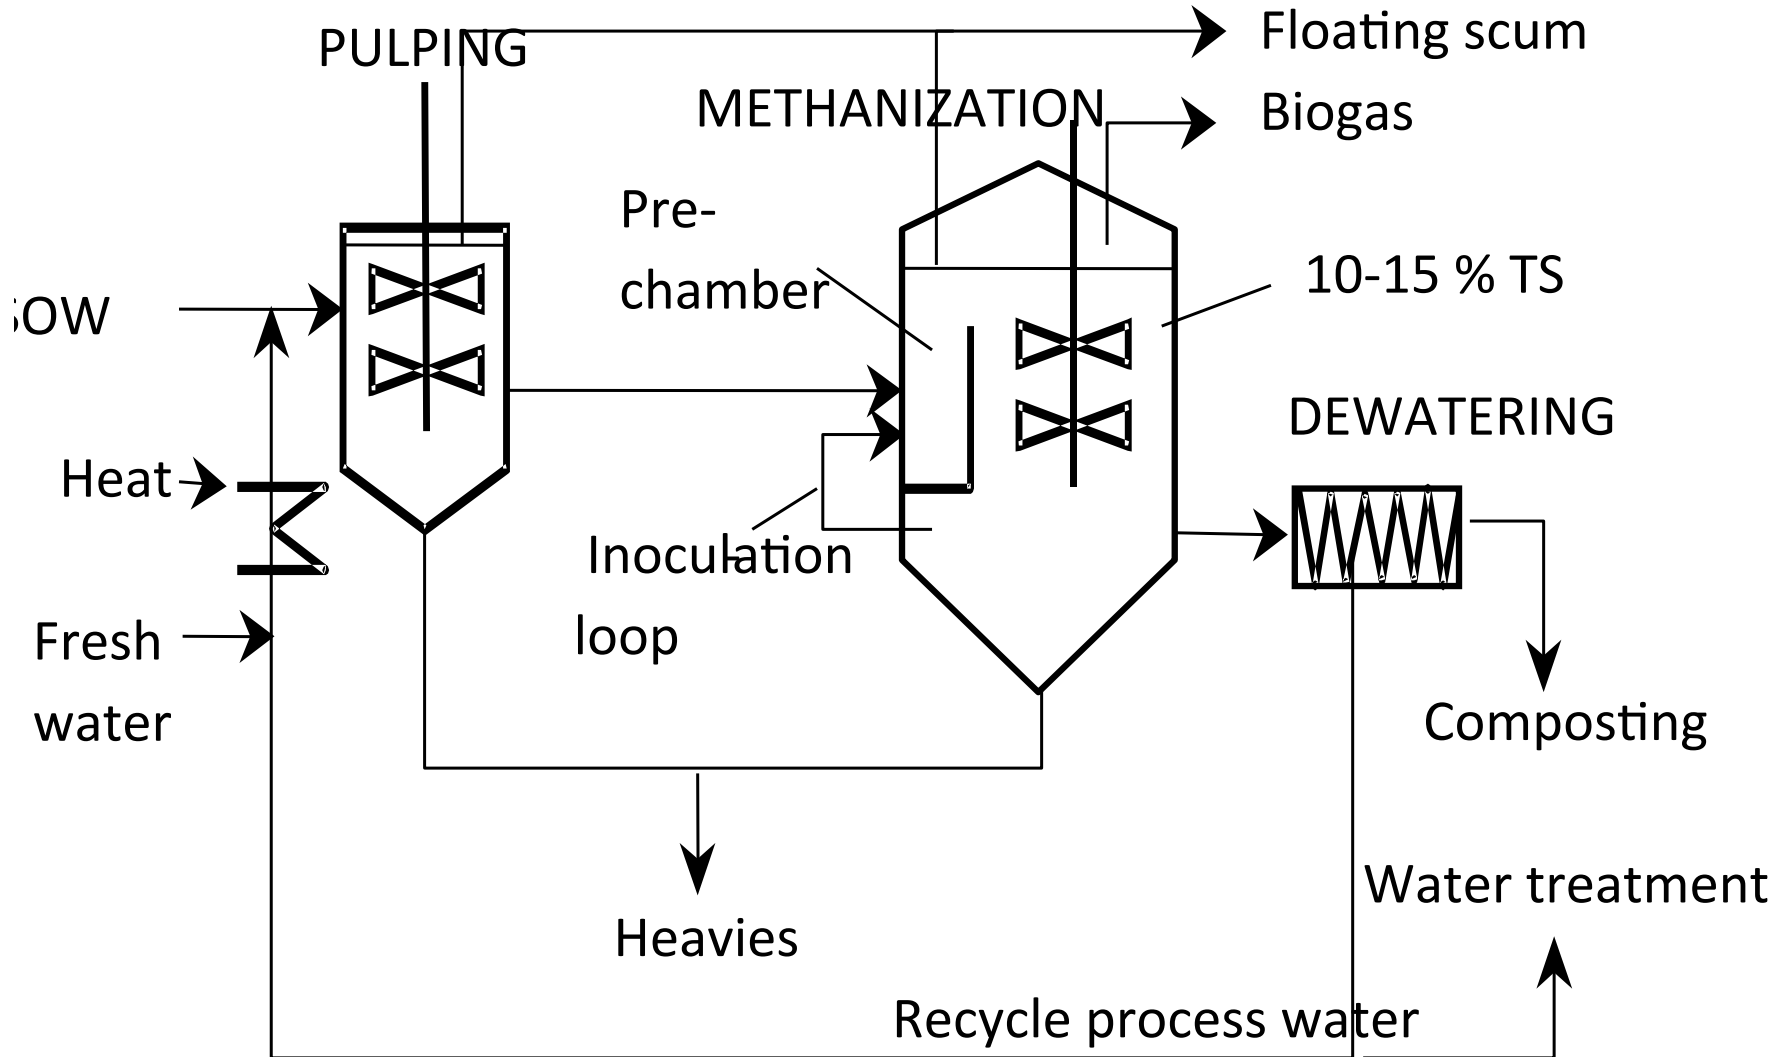 PULPING
Floating scum
METHANIZATION
Biogas
Pre-
chamber
10-15 % TS
OW
DEWATERING
Heat
Inoculation
loop
Fresh
water
Composting
Water treatment
Heavies
Recycle process water